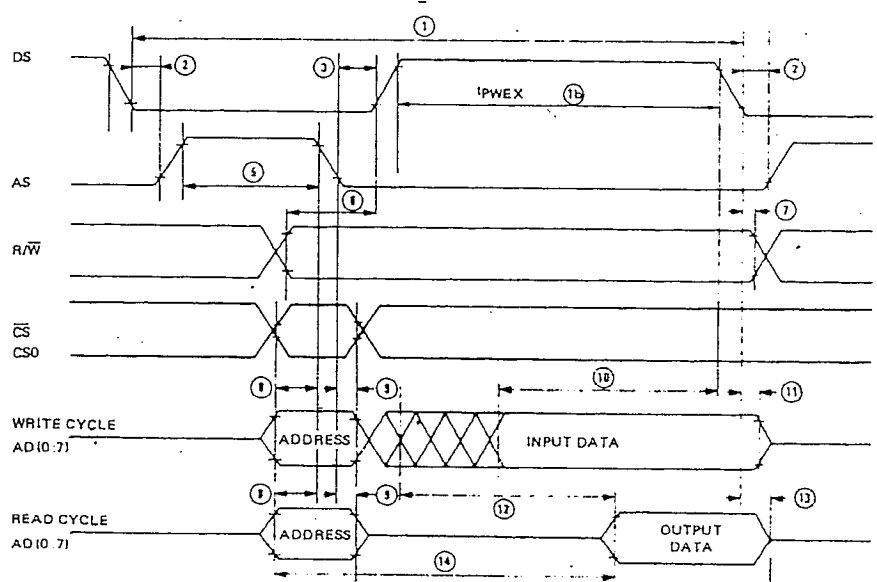 1
DS
2
3
2
tPWEX 1b
5
AS
6
7
R/W̅
C̅S̅
CS0
8
9
10
11
WRITE CYCLE
AD(0:7)
ADDRESS
INPUT DATA
8
9
12
13
READ CYCLE
AD(0:7)
ADDRESS
OUTPUT
DATA
14